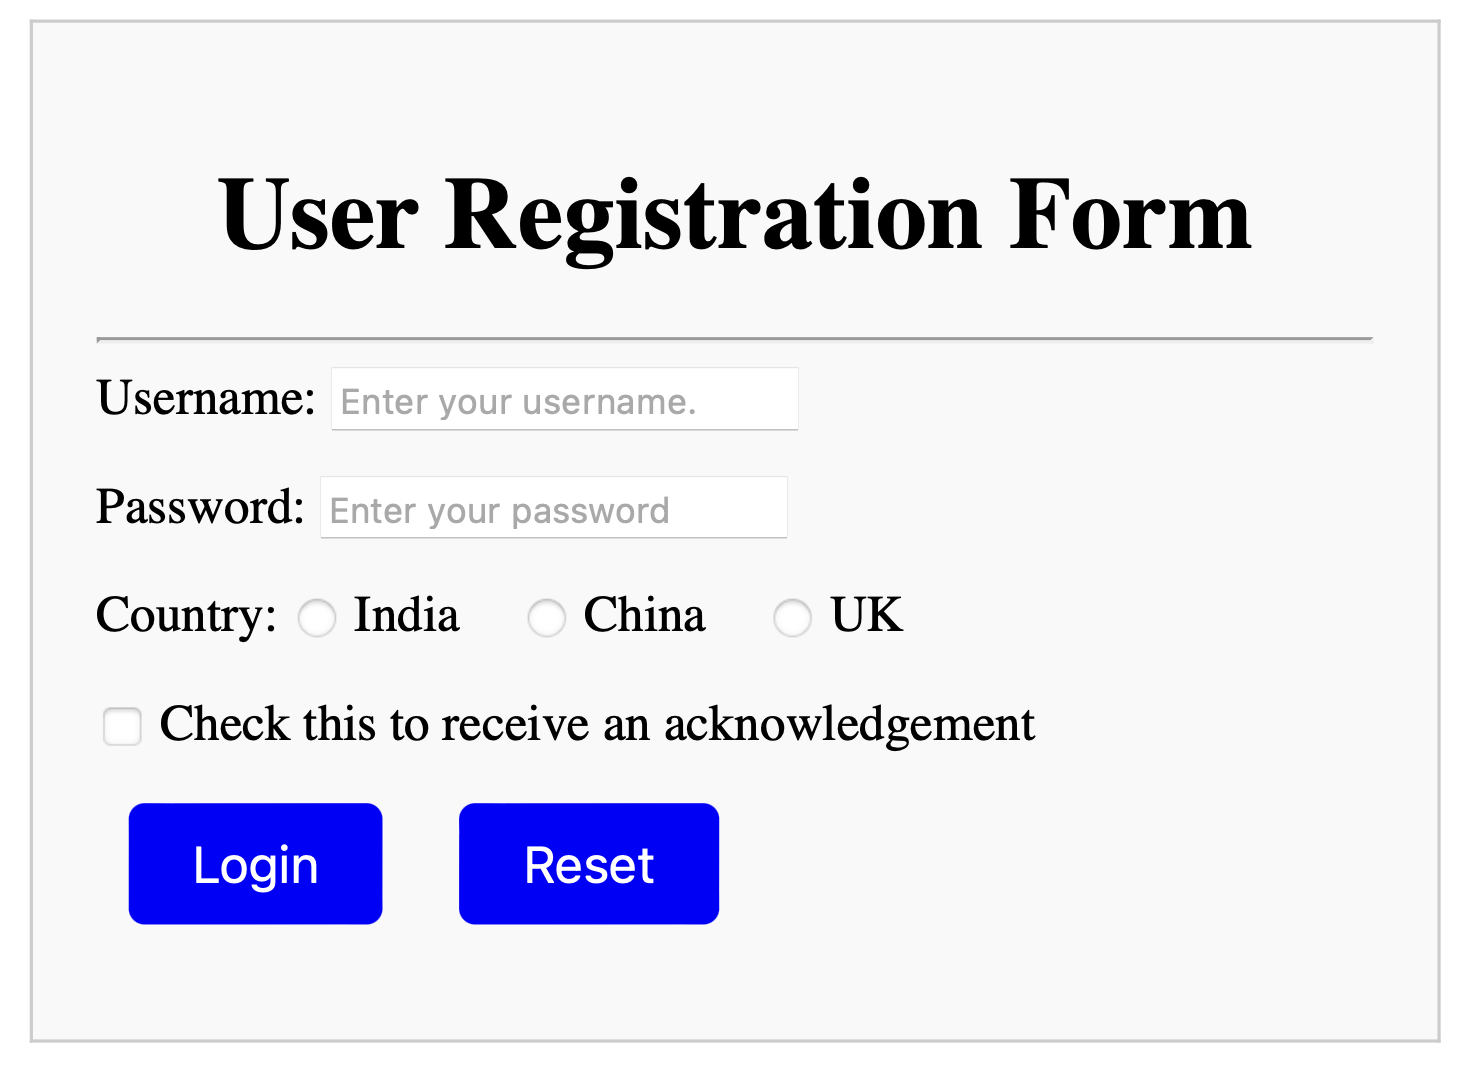 User Registration Form
Username: Enter your username.
Password: Enter your password
Country: India China UK
Check this to receive an acknowledgement
Login Reset